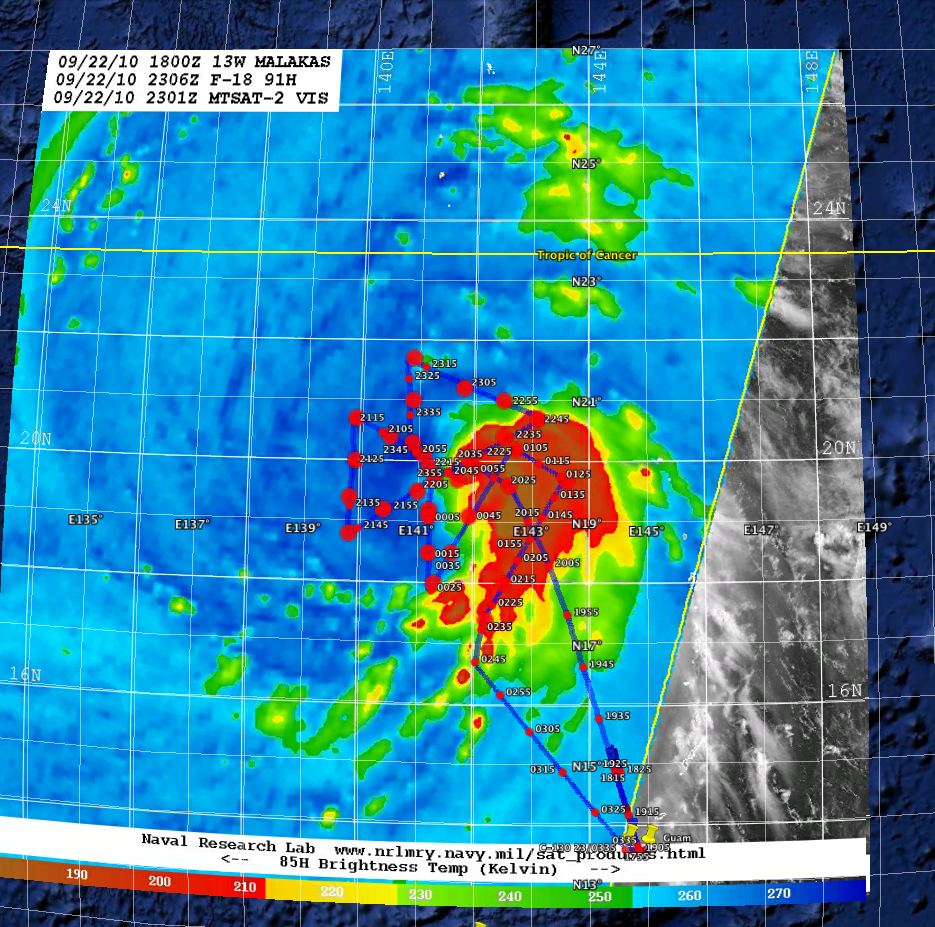 09/22/10 1800Z 13W MALAKAS
09/22/10 2306Z F-18 91H
09/22/10 2301Z MTSAT-2 VIS
140E
N27°
144E
148E
N25°
24N
24N
Tropic of Cancer
N23°
2315
2325
2305
2255
N21°
2335
2115
2245
2105
2235
20N
2345
2055
2035
2225
0105
20N
2125
2215
2045
0055
0115
2355
2205
2025
0125
2135
2155
0135
E135°
E137°
E139°
2145
E141°
0005
0045
2015
E143°
0145
N19°
E145°
E147°
E149°
0155
0015
0035
0205
2005
0025
0215
0225
1955
0235
N17°
0245
1945
16N
0255
16N
0305
1935
0315
N15°
1925
1825
1815
0325
1915
0335
Guam
C-130 23/0335
1905
1755
Naval Research Lab www.nrlmry.navy.mil/sat_products.html
<-- 85H Brightness Temp (Kelvin) -->
N13°
190 200 210 220 230 240 250 260 270